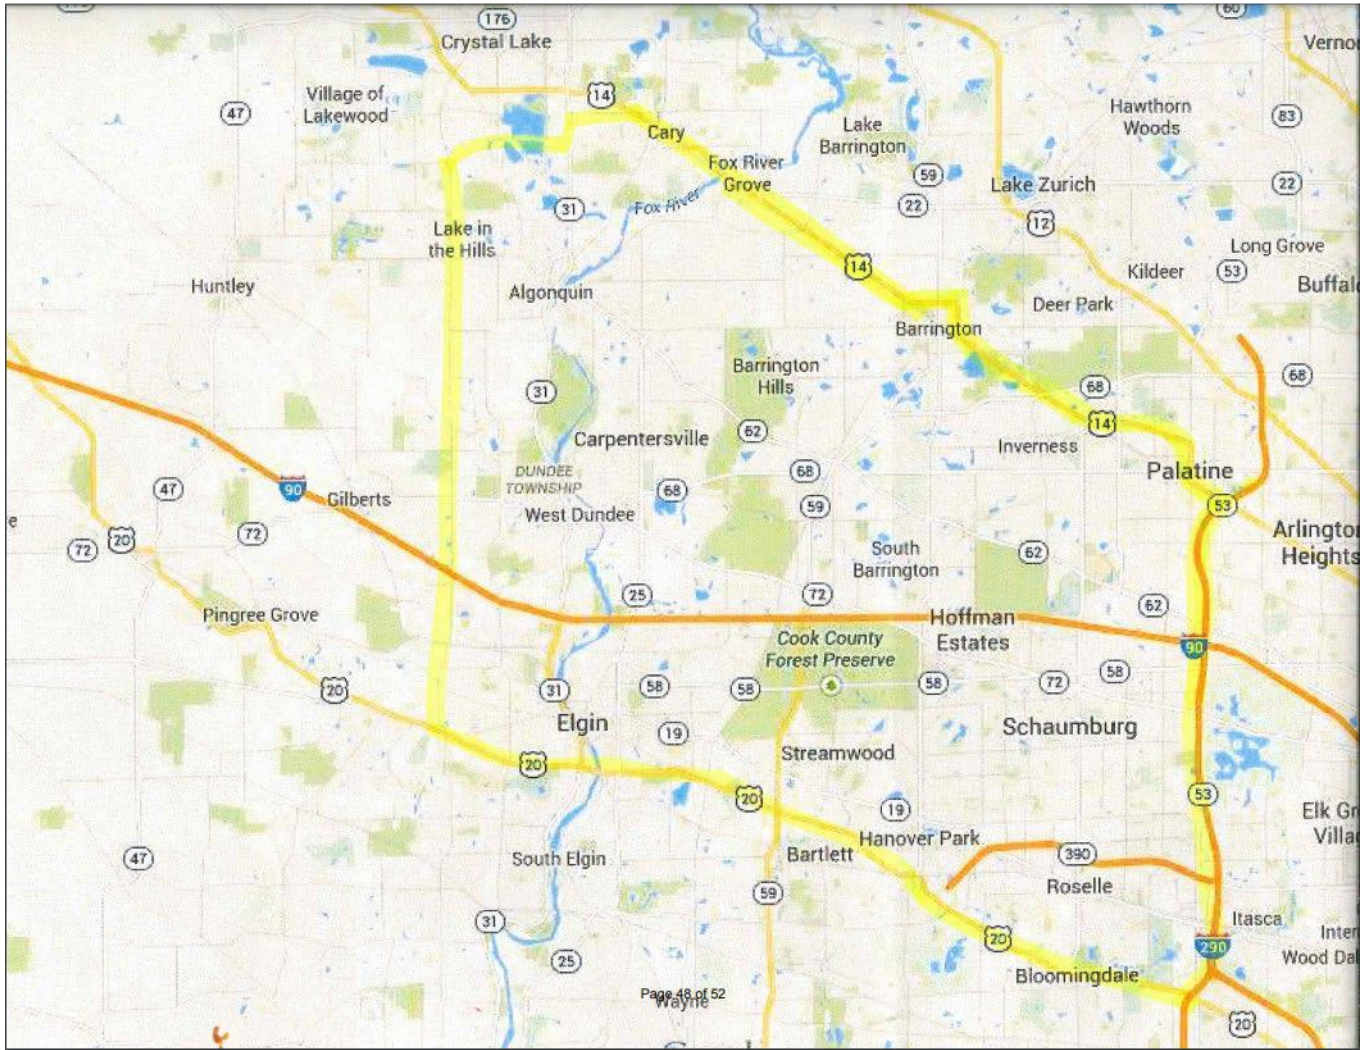 176
60
Crystal Lake
Vernon
Village of
Lakewood
47
14
Hawthorn
Woods
83
Cary
Lake
Barrington
Fox River
Grove
59
Lake Zurich
22
Fox River
31
22
12
Lake in
the Hills
Long Grove
53
Kildeer
14
Huntley
Algonquin
Buffalo
Deer Park
Barrington
Barrington
Hills
68
68
31
14
62
Carpentersville
Inverness
DUNDEE
TOWNSHIP
68
Palatine
47
90
Gilberts
68
59
53
West Dundee
e
72
20
72
Arlington
Heights
South
Barrington
62
25
72
62
Pingree Grove
Hoffman
Estates
Cook County
Forest Preserve
90
20
31
58
58
58
72
58
Elgin
19
Schaumburg
Streamwood
20
20
53
19
Elk Gr
Villag
Hanover Park
47
South Elgin
Bartlett
390
Roselle
59
31
Itasca
20
290
Inter
Wood Dal
25
Bloomingdale
Page 48 of 52
Wayne
20